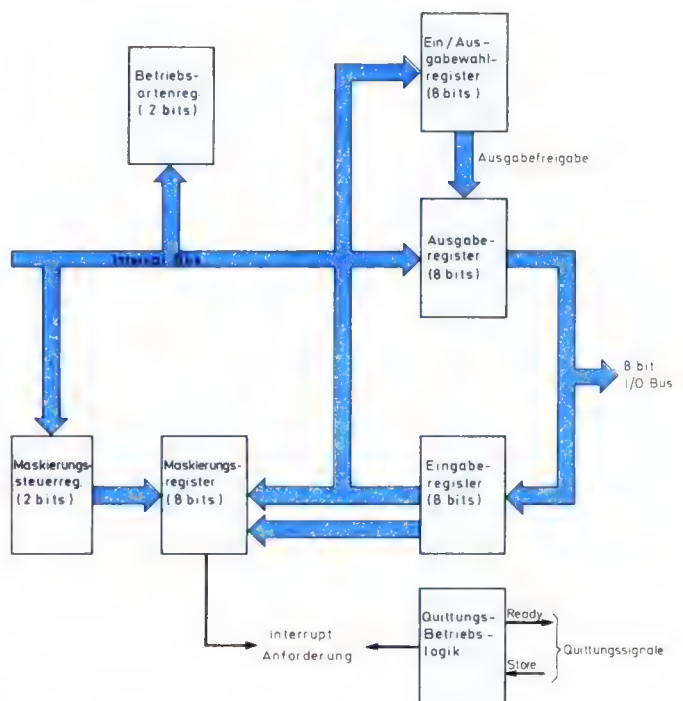 Ein/Aus-
gabewahl-
register
(8 bits)
Betriebs-
artenreg.
(2 bits)
Ausgabefreigabe
Ausgabe-
register
(8 bits)
Internal Bus
8 bit
I/O Bus
Maskierungs-
steuerreg.
(2 bits)
Maskierungs-
register
(8 bits)
Eingabe-
register
(8 bits)
Quittungs-
Betriebs-
logik
Ready
Store
Quittungssignale
Interrupt
Anforderung